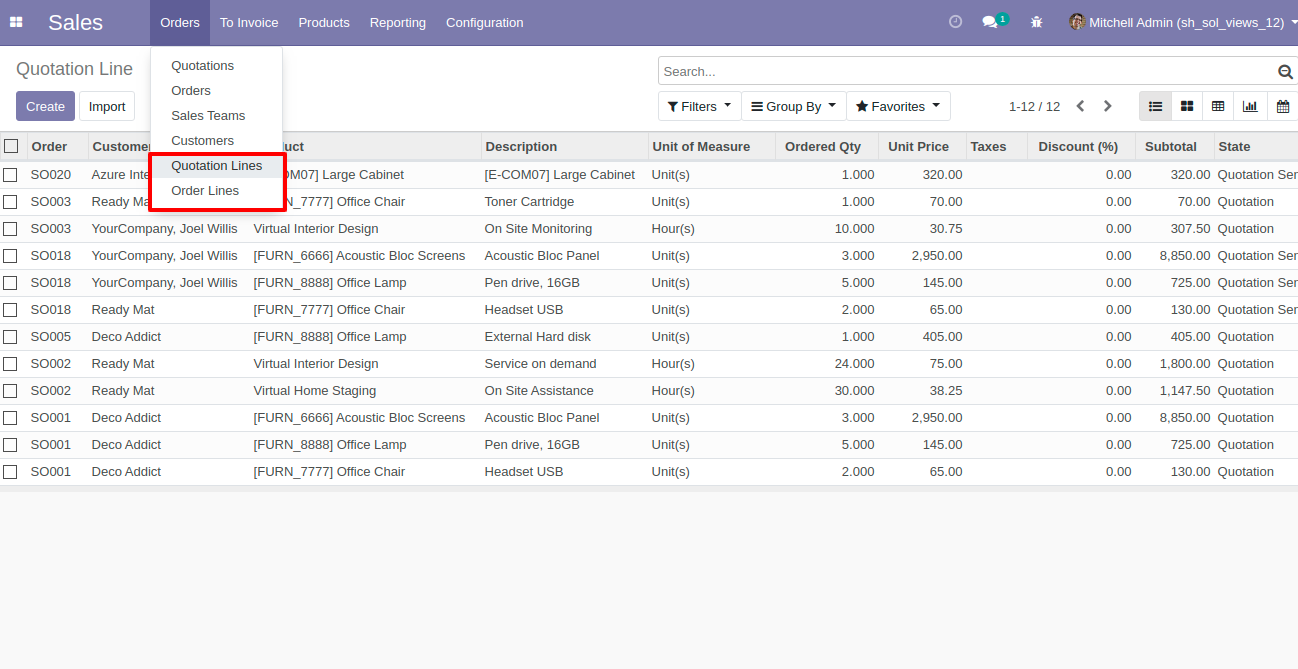 Sales Orders To Invoice Products Reporting Configuration 1 Mitchell Admin (sh_sol_views_12)
Quotation Line
Search...
Create Import
Filters Group By Favorites 1-12 / 12
Quotations
Orders
Sales Teams
Customers
Quotation Lines
Order Lines
Order Customer uct Description Unit of Measure Ordered Qty Unit Price Taxes Discount (%) Subtotal State
SO020 Azure Inte OM07] Large Cabinet [E-COM07] Large Cabinet Unit(s) 1.000 320.00 0.00 320.00 Quotation Ser
SO003 Ready Ma N_7777] Office Chair Toner Cartridge Unit(s) 1.000 70.00 0.00 70.00 Quotation
SO003 YourCompany, Joel Willis Virtual Interior Design On Site Monitoring Hour(s) 10.000 30.75 0.00 307.50 Quotation
SO018 YourCompany, Joel Willis [FURN_6666] Acoustic Bloc Screens Acoustic Bloc Panel Unit(s) 3.000 2,950.00 0.00 8,850.00 Quotation Ser
SO018 YourCompany, Joel Willis [FURN_8888] Office Lamp Pen drive, 16GB Unit(s) 5.000 145.00 0.00 725.00 Quotation Ser
SO018 Ready Mat [FURN_7777] Office Chair Headset USB Unit(s) 2.000 65.00 0.00 130.00 Quotation Ser
SO005 Deco Addict [FURN_8888] Office Lamp External Hard disk Unit(s) 1.000 405.00 0.00 405.00 Quotation
SO002 Ready Mat Virtual Interior Design Service on demand Hour(s) 24.000 75.00 0.00 1,800.00 Quotation
SO002 Ready Mat Virtual Home Staging On Site Assistance Hour(s) 30.000 38.25 0.00 1,147.50 Quotation
SO001 Deco Addict [FURN_6666] Acoustic Bloc Screens Acoustic Bloc Panel Unit(s) 3.000 2,950.00 0.00 8,850.00 Quotation
SO001 Deco Addict [FURN_8888] Office Lamp Pen drive, 16GB Unit(s) 5.000 145.00 0.00 725.00 Quotation
SO001 Deco Addict [FURN_7777] Office Chair Headset USB Unit(s) 2.000 65.00 0.00 130.00 Quotation